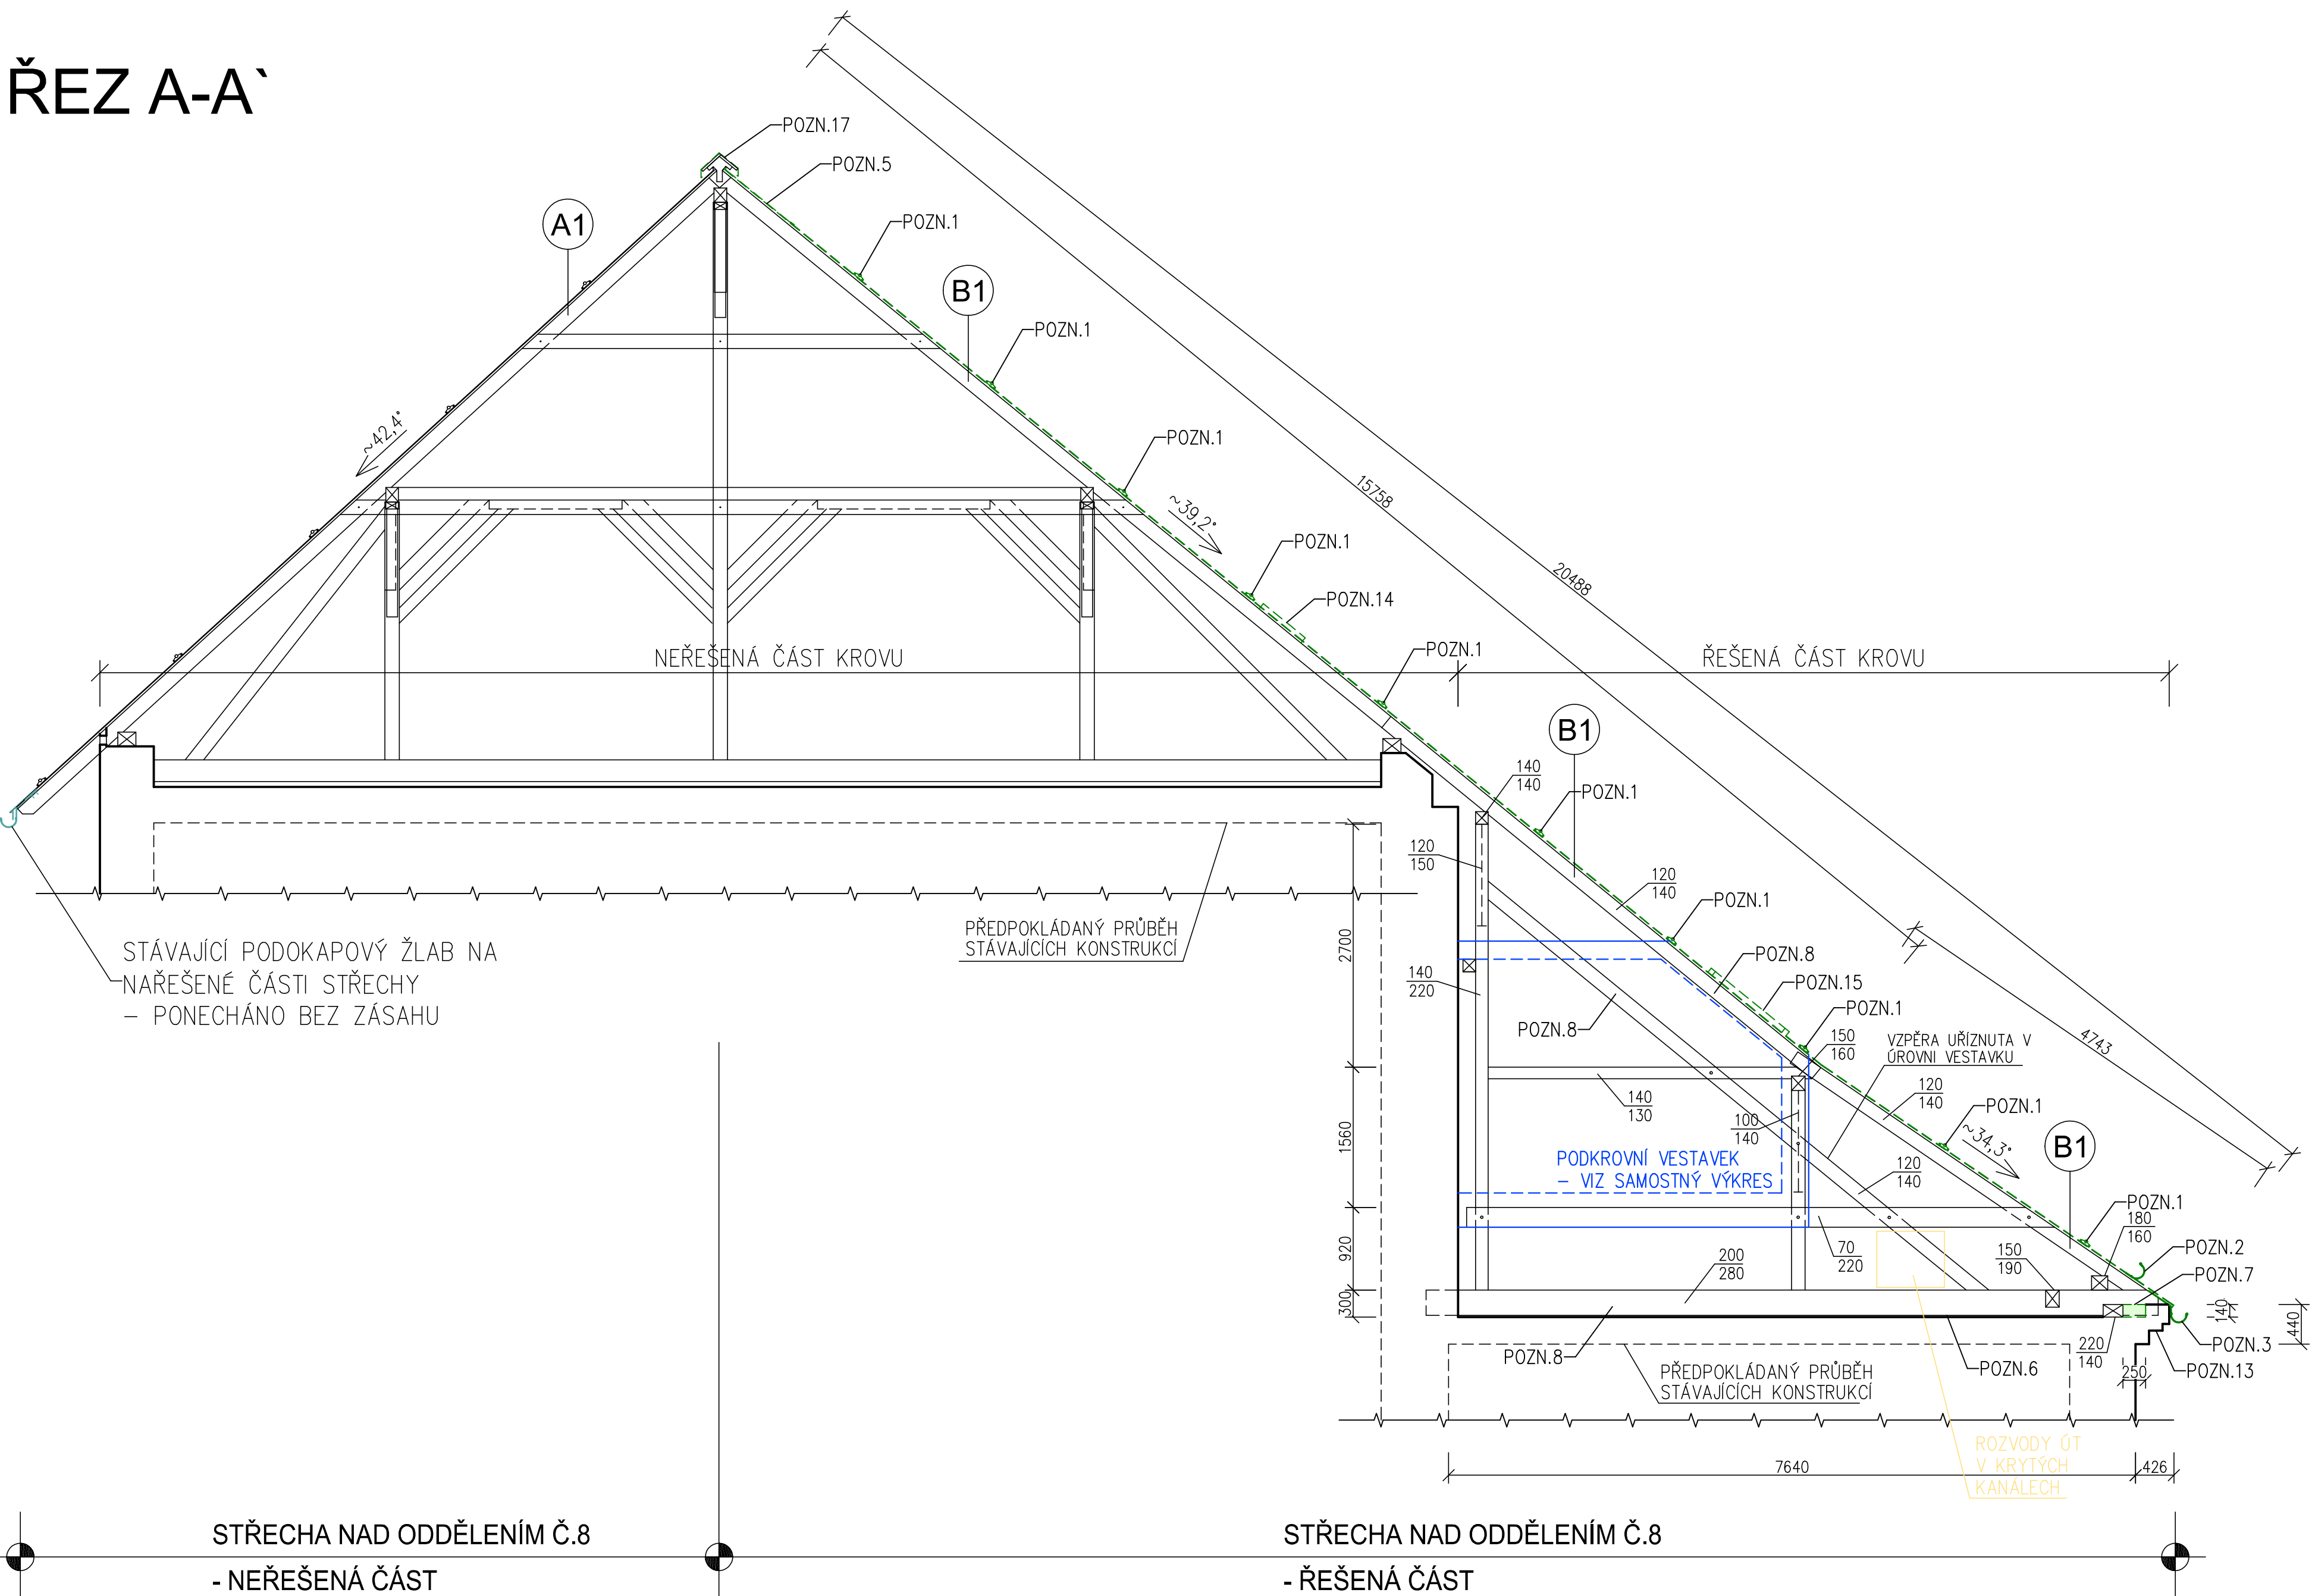 ŘEZ A-A`
POZN.17
POZN.5
A1
POZN.1
B1
POZN.1
~42,4°
POZN.1
15758
~39,2°
POZN.1
20488
POZN.14
NEŘEŠENÁ ČÁST KROVU
POZN.1
ŘEŠENÁ ČÁST KROVU
B1
140
140
POZN.1
120
150
120
140
POZN.1
STÁVAJÍCÍ PODOKAPOVÝ ŽLAB NA
NAŘEŠENÉ ČÁSTI STŘECHY
– PONECHÁNO BEZ ZÁSAHU
PŘEDPOKLÁDANÝ PRŮBĚH
STÁVAJÍCÍCH KONSTRUKCÍ
2700
140
220
POZN.8
POZN.15
POZN.1
POZN.8
150
160
VZPĚRA UŘÍZNUTA V
ÚROVNI VESTAVKU
4743
140
130
100
140
120
140
POZN.1
~34,3°
B1
1560
PODKROVNÍ VESTAVEK
– VIZ SAMOSTNÝ VÝKRES
120
140
POZN.1
180
160
920
200
280
70
220
150
190
POZN.2
POZN.7
300
140
440
POZN.8
PŘEDPOKLÁDANÝ PRŮBĚH
STÁVAJÍCÍCH KONSTRUKCÍ
POZN.6
220
140
250
POZN.3
POZN.13
ROZVODY ÚT
V KRYTÝCH
KANÁLECH
7640
426
STŘECHA NAD ODDĚLENÍM Č.8
- NEŘEŠENÁ ČÁST
STŘECHA NAD ODDĚLENÍM Č.8
- ŘEŠENÁ ČÁST